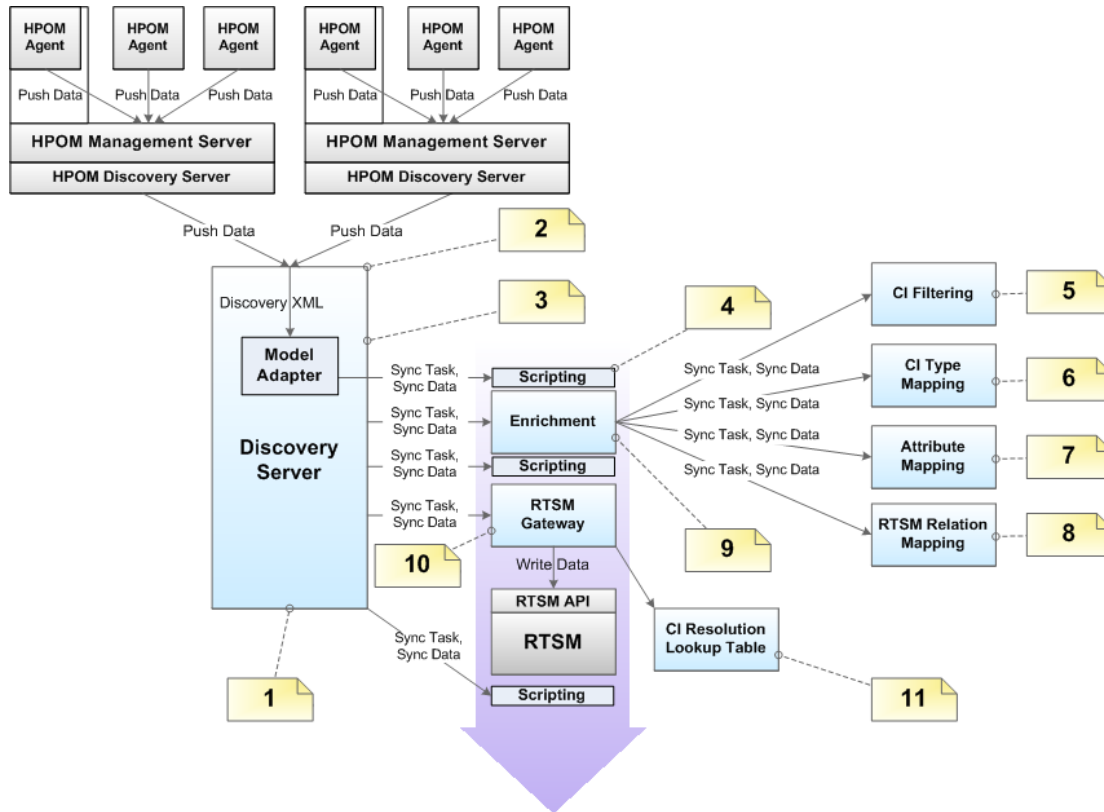 HPOM
Agent
HPOM
Agent
HPOM
Agent
HPOM
Agent
HPOM
Agent
HPOM
Agent
Push Data
Push Data
Push Data
Push Data
Push Data
Push Data
HPOM Management Server
HPOM Discovery Server
HPOM Management Server
HPOM Discovery Server
Push Data
Push Data
2
Discovery XML
3
Model
Adapter
Discovery
Server
4
CI Filtering
5
Sync Task,
Sync Data
Scripting
Sync Task, Sync Data
CI Type
Mapping
6
Sync Task,
Sync Data
Enrichment
Sync Task, Sync Data
Sync Task, Sync Data
Attribute
Mapping
7
Sync Task,
Sync Data
Scripting
Sync Task, Sync Data
Sync Task,
Sync Data
RTSM
Gateway
RTSM Relation
Mapping
8
10
9
Write Data
RTSM API
RTSM
CI Resolution
Lookup Table
Sync Task,
Sync Data
Scripting
1
11